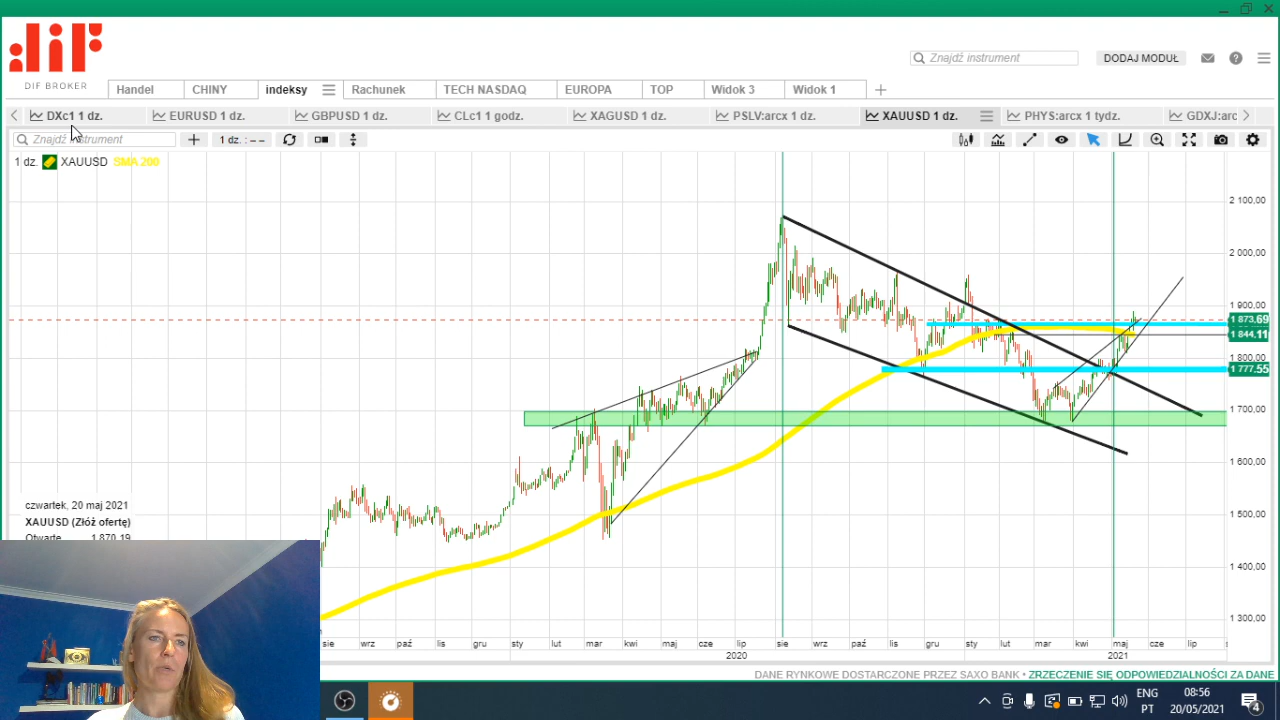 dif
DIF BROKER
Znajdź instrument
DODAJ MODUŁ
Handel
CHINY
indeksy
Rachunek
TECH NASDAQ
EUROPA
TOP
Widok 3
Widok 1
DXc1 1 dz.
EURUSD 1 dz.
GBPUSD 1 dz.
CLc1 1 godz.
XAGUSD 1 dz.
PSLV:arcx 1 dz.
XAUUSD 1 dz.
PHYS:arcx 1 tydz.
GDXJ:arc
Znajdź instrument
1 dz. : – –
1 dz. XAUUSD SMA 200
2 100,00
2 000,00
1 900,00
1 873,69
1 844,11
1 800,00
1 777,55
1 700,00
1 600,00
1 500,00
1 400,00
1 300,00
czwartek, 20 maj 2021
XAUUSD (Złóż ofertę)
Otwarte 1 870,19
sie wrz paź lis gru sty lut mar kwi maj cze lip sie wrz paź lis gru sty lut mar kwi maj cze lip
2020 2021
DANE RYNKOWE DOSTARCZONE PRZEZ SAXO BANK • ZRZECZENIE SIĘ ODPOWIEDZIALNOŚCI ZA DANE
ENG
PT
08:56
20/05/2021
4